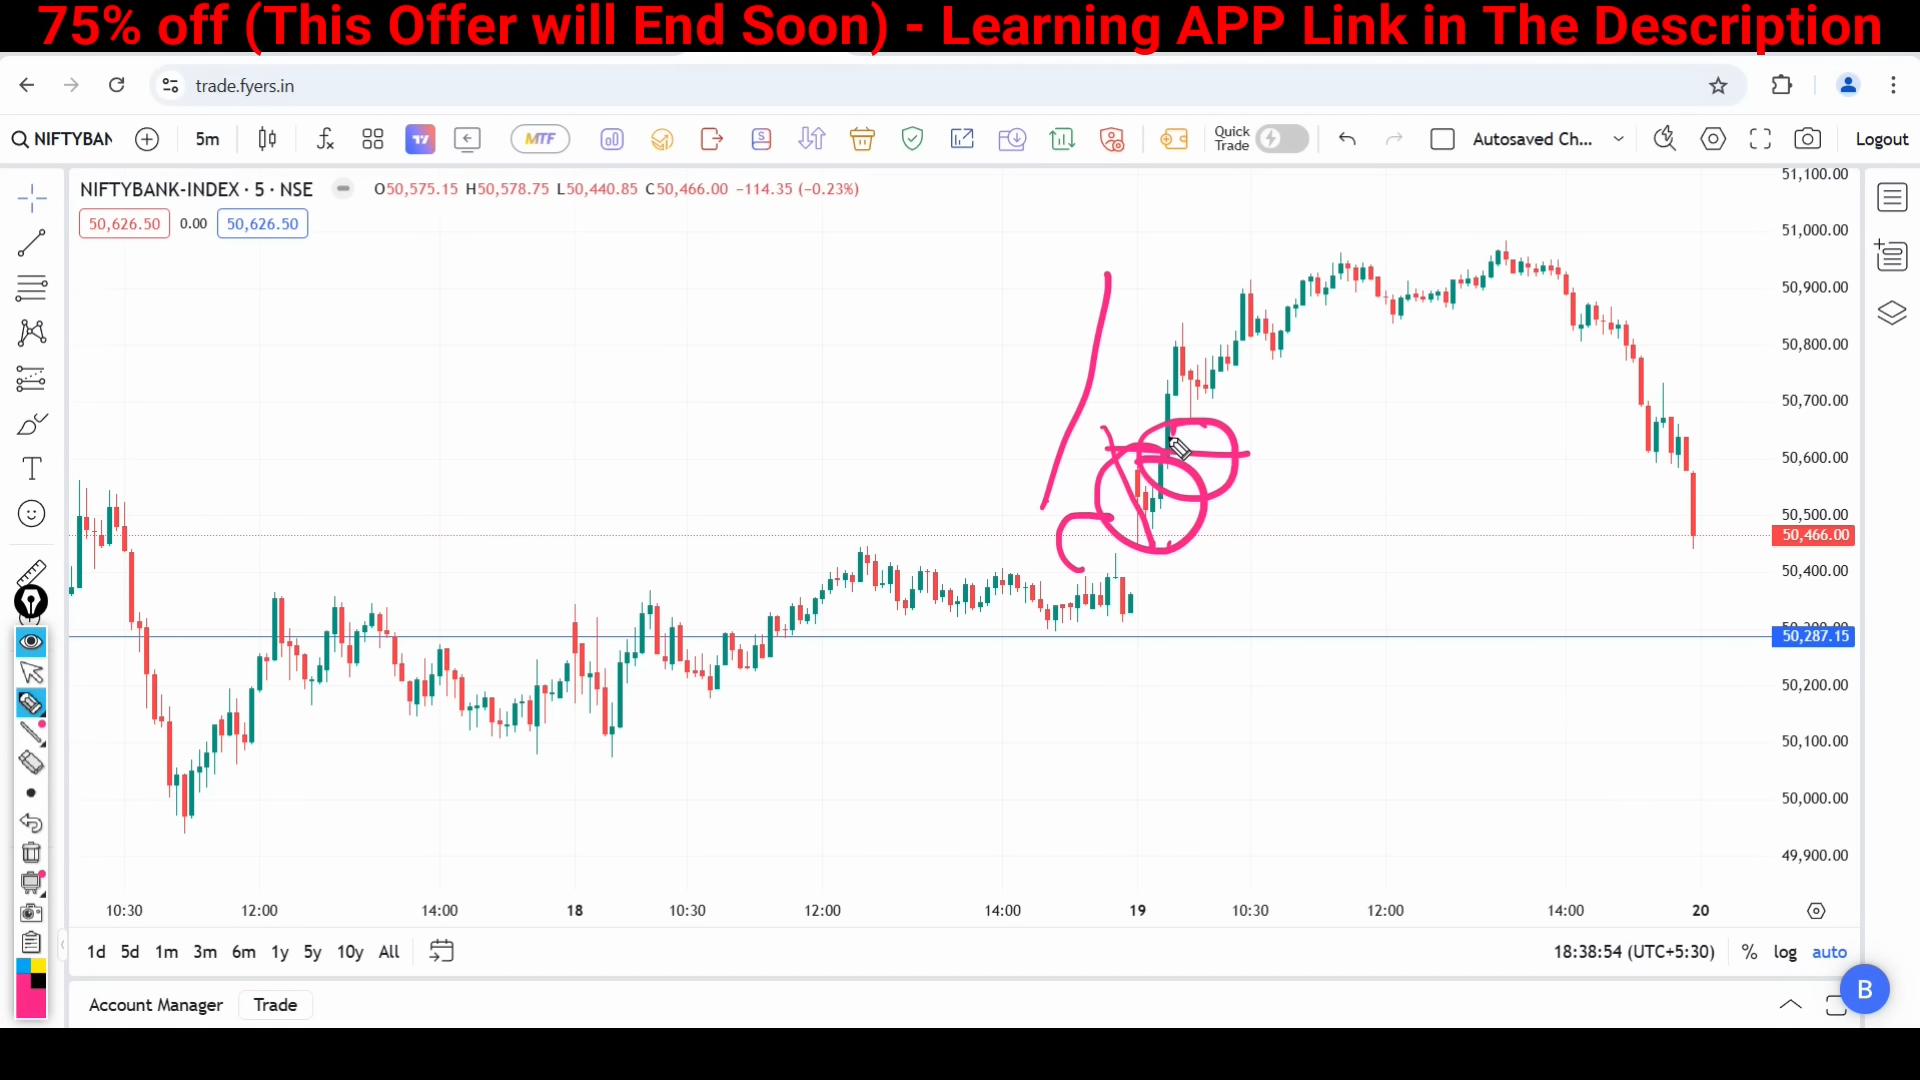 75% off (This Offer will End Soon) - Learning APP Link in The Description
trade.fyers.in
NIFTYBAN 5m MTF Quick Trade Autosaved Ch... Logout
NIFTYBANK-INDEX · 5 · NSE O50,575.15 H50,578.75 L50,440.85 C50,466.00 −114.35 (−0.23%)
50,626.50 0.00 50,626.50
51,100.00
51,000.00
50,900.00
50,800.00
50,700.00
50,600.00
50,500.00
50,466.00
50,400.00
50,287.15
50,200.00
50,100.00
50,000.00
49,900.00
10:30 12:00 14:00 18 10:30 12:00 14:00 19 10:30 12:00 14:00 20
1d 5d 1m 3m 6m 1y 5y 10y All 18:38:54 (UTC+5:30) % log auto
Account Manager Trade B